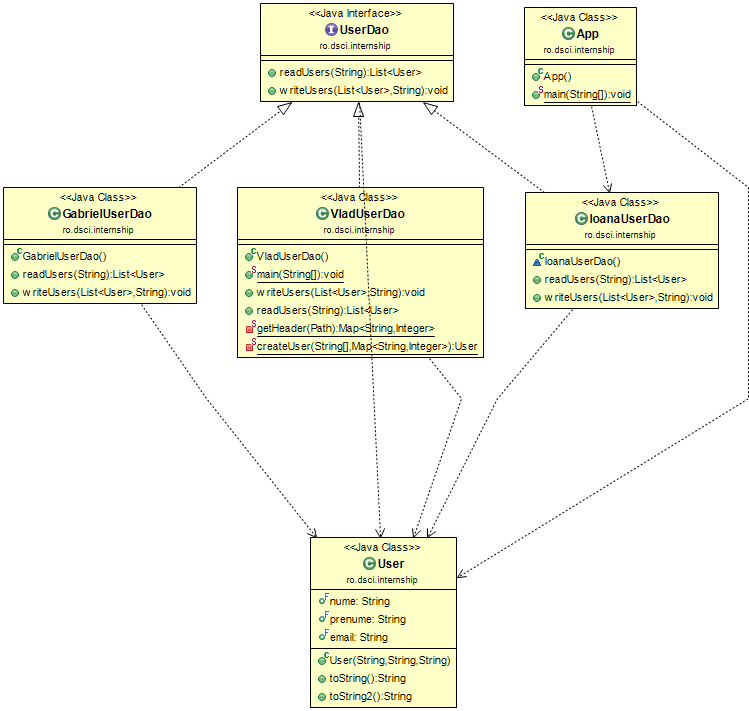 <<Java Interface>>
UserDao
ro.dsci.internship
readUsers(String):List<User>
writeUsers(List<User>,String):void
<<Java Class>>
App
ro.dsci.internship
App()
main(String[]):void
<<Java Class>>
GabrielUserDao
ro.dsci.internship
GabrielUserDao()
readUsers(String):List<User>
writeUsers(List<User>,String):void
<<Java Class>>
VladUserDao
ro.dsci.internship
VladUserDao()
main(String[]):void
writeUsers(List<User>,String):void
readUsers(String):List<User>
getHeader(Path):Map<String,Integer>
createUser(String[],Map<String,Integer>):User
<<Java Class>>
IoanaUserDao
ro.dsci.internship
IoanaUserDao()
readUsers(String):List<User>
writeUsers(List<User>,String):void
<<Java Class>>
User
ro.dsci.internship
nume: String
prenume: String
email: String
User(String,String,String)
toString():String
toString2():String